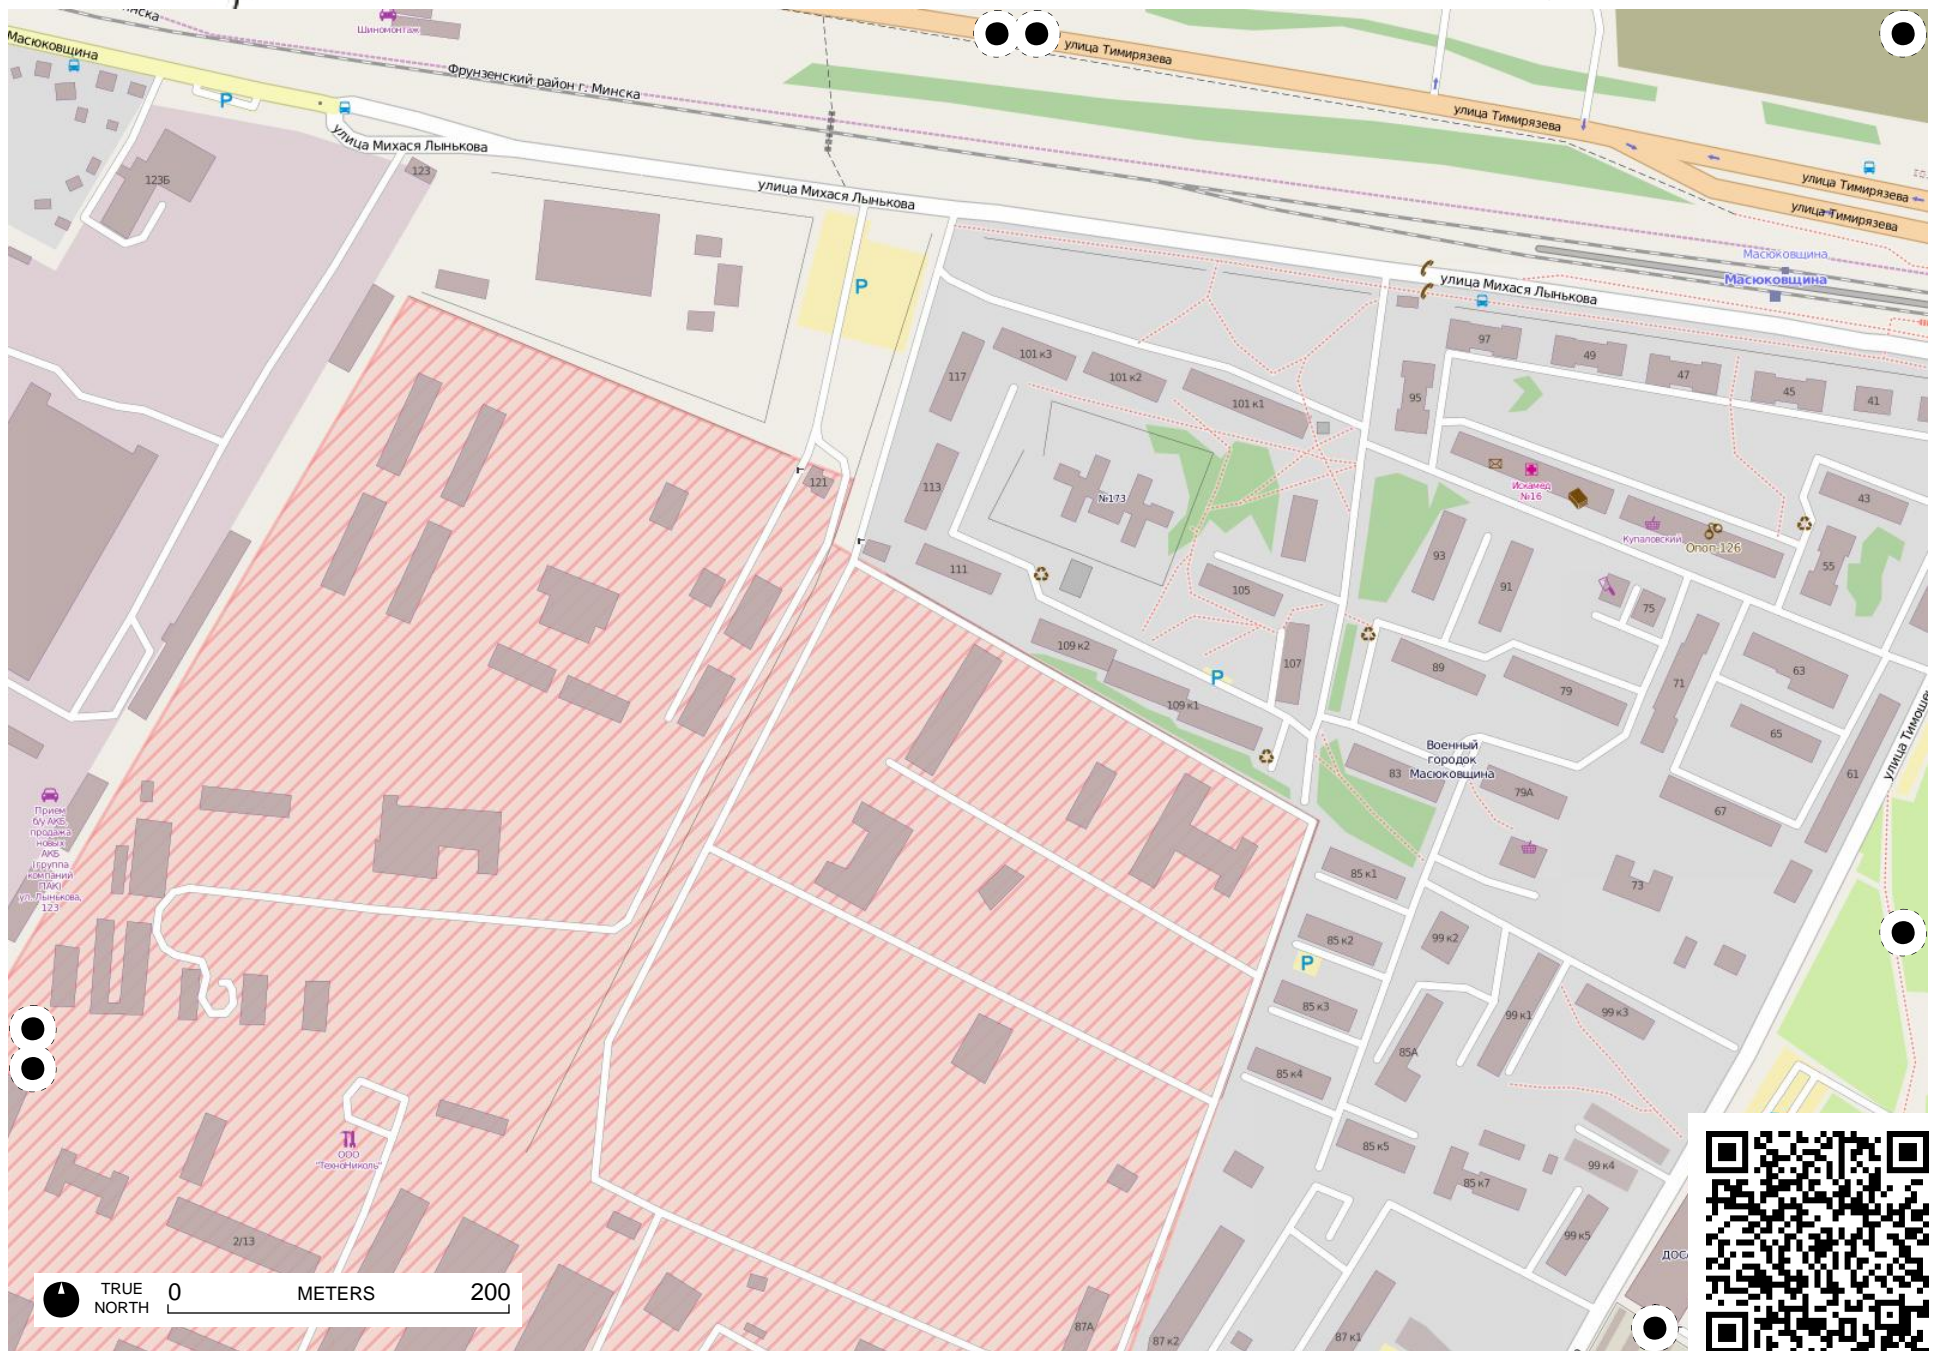 Масюковщина
Шиномонтаж
Фрунзенский район г. Минска
улица Тимирязева
улица Тимирязева
улица Тимирязева
улица Тимирязева
улица Михася Лынькова
улица Михася Лынькова
улица Михася Лынькова
Масюковщина
Масюковщина
P
P
P
P
123Б
123
121
117
113
111
101 к3
101 к2
101 к1
№173
105
107
109 к2
109 к1
97
49
47
45
41
95
43
Искамед
№16
Купаловский
Опоп-126
93
91
75
55
89
79
71
63
65
61
67
83
79А
73
Военный
городок
Масюковщина
85 к1
85 к2
85 к3
85 к4
85 к5
85 к7
85А
99 к2
99 к1
99 к3
99 к4
99 к5
87А
87 к2
87 к1
Прием
б/у АКБ,
продажа
новых
АКБ
(группа
компаний
ПАК)
ул. Лынькова,
123
ООО
"ТехноНиколь"
2/13
TRUE
NORTH
0 METERS 200